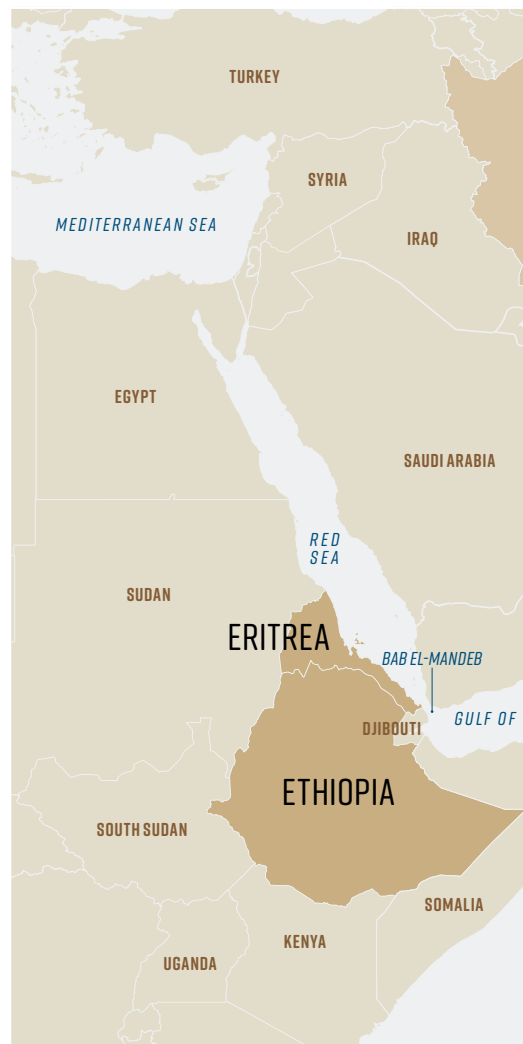 TURKEY
SYRIA
MEDITERRANEAN SEA
IRAQ
EGYPT
SAUDI ARABIA
RED
SEA
SUDAN
ERITREA
BAB EL-MANDEB
GULF OF
DJIBOUTI
ETHIOPIA
SOUTH SUDAN
SOMALIA
KENYA
UGANDA